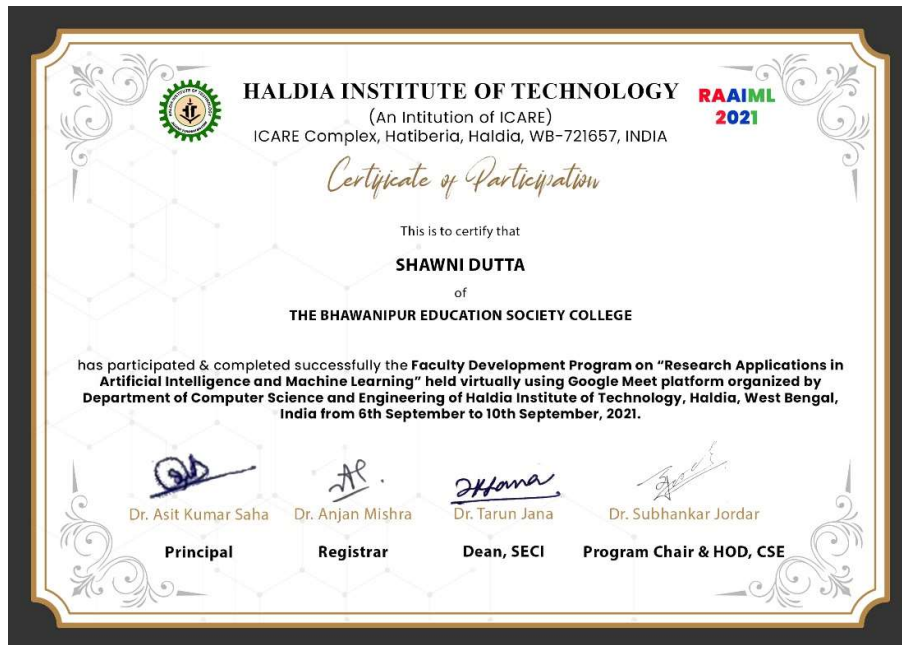 HALDIA INSTITUTE OF TECHNOLOGY
(An Intitution of ICARE)
ICARE Complex, Hatiberia, Haldia, WB-721657, INDIA
RAAIML
2021
Certificate of Participation
This is to certify that
SHAWNI DUTTA
of
THE BHAWANIPUR EDUCATION SOCIETY COLLEGE
has participated & completed successfully the Faculty Development Program on “Research Applications in
Artificial Intelligence and Machine Learning” held virtually using Google Meet platform organized by
Department of Computer Science and Engineering of Haldia Institute of Technology, Haldia, West Bengal,
India from 6th September to 10th September, 2021.
Dr. Asit Kumar Saha Dr. Anjan Mishra Dr. Tarun Jana Dr. Subhankar Jordar
Principal Registrar Dean, SECI Program Chair & HOD, CSE